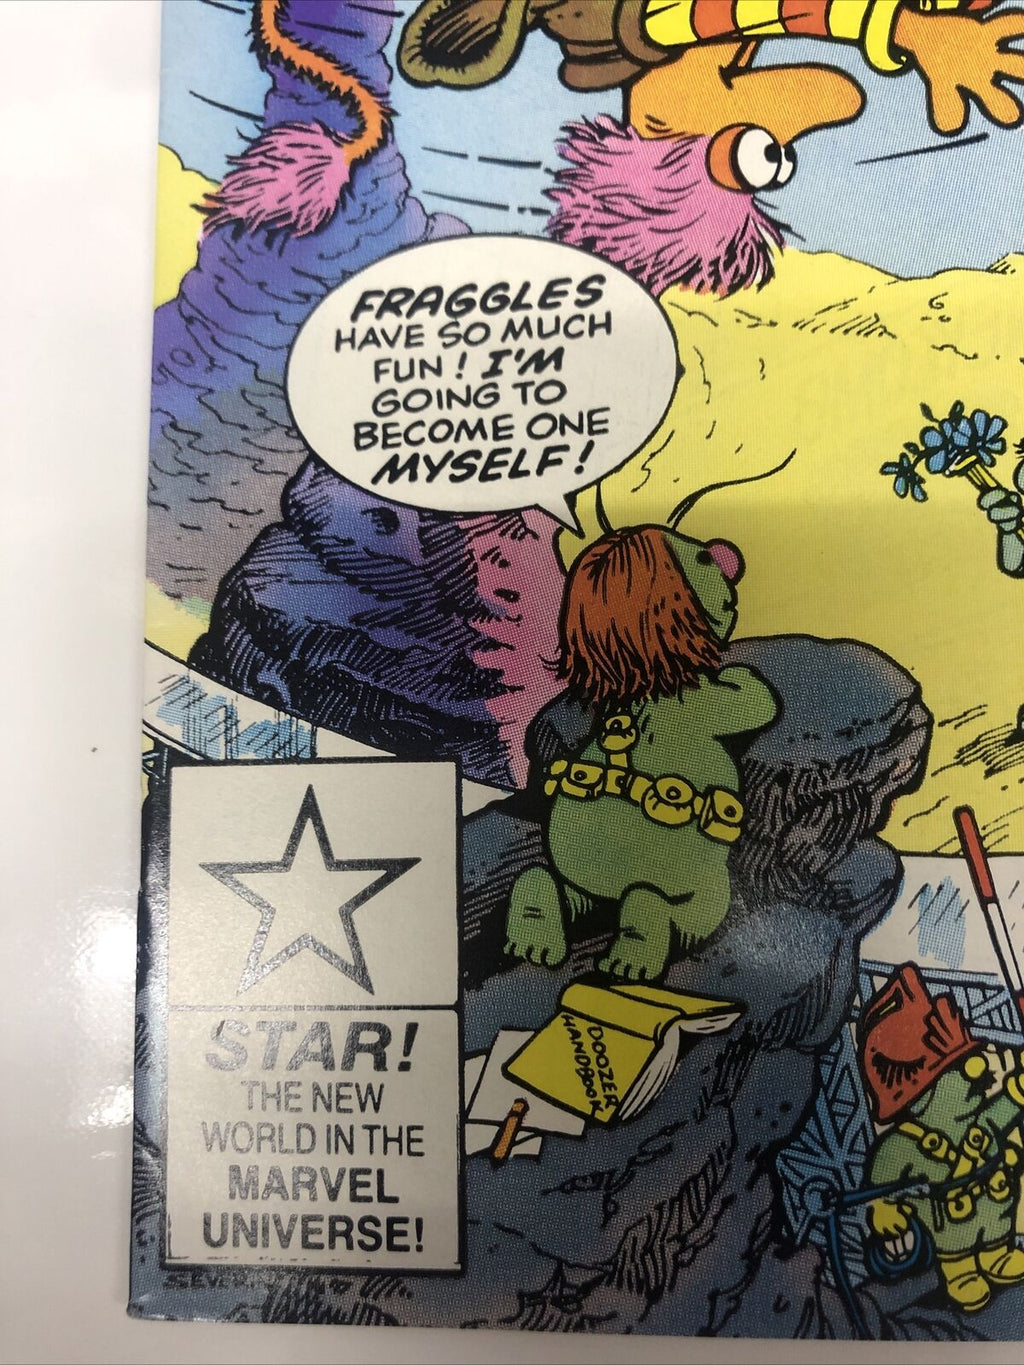 FRAGGLES
HAVE SO MUCH
FUN! I'M
GOING TO
BECOME ONE
MYSELF!
DOOZER
HANDBOOK
STAR!
THE NEW
WORLD IN THE
MARVEL
UNIVERSE!